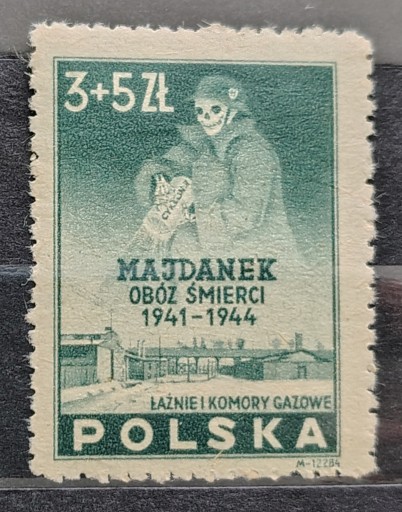 3+5 ZŁ
MAJDANEK
OBÓZ ŚMIERCI
1941-1944
ŁAŹNIE I KOMORY GAZOWE
POLSKA
M-12284